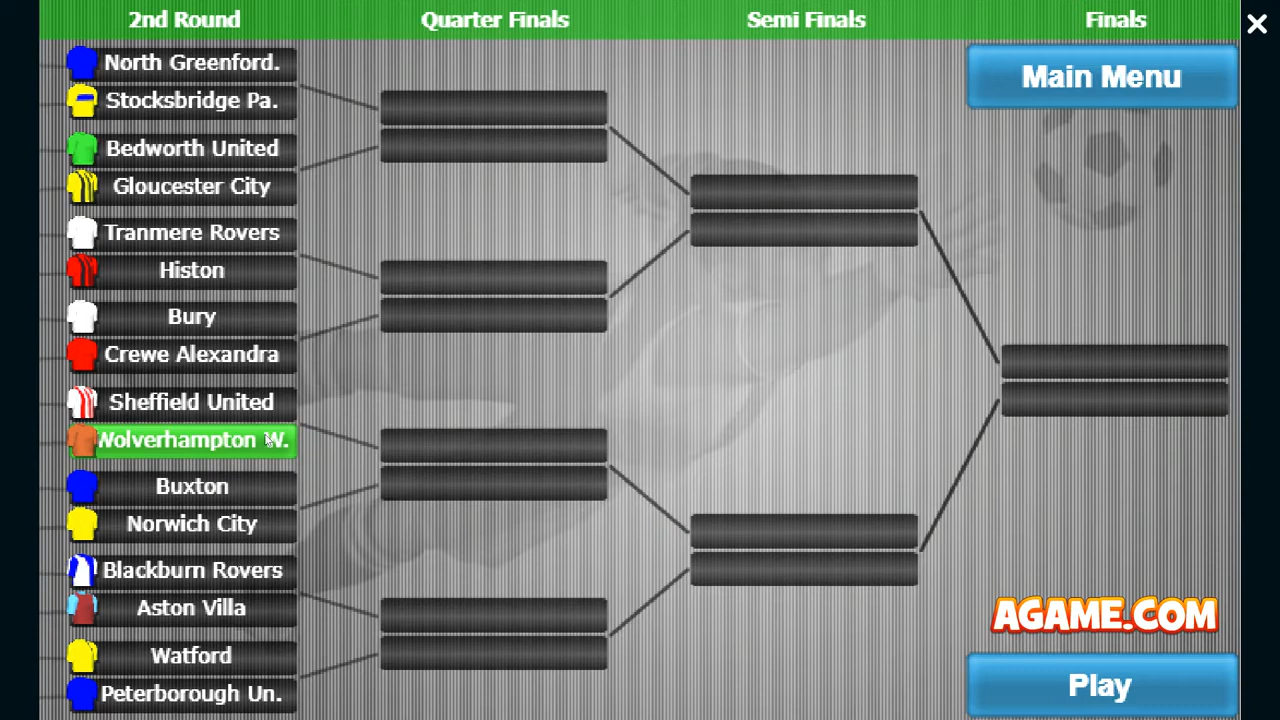 2nd Round
Quarter Finals
Semi Finals
Finals
Main Menu
North Greenford.
Stocksbridge Pa.
Bedworth United
Gloucester City
Tranmere Rovers
Histon
Bury
Crewe Alexandra
Sheffield United
Wolverhampton W.
Buxton
Norwich City
Blackburn Rovers
Aston Villa
Watford
Peterborough Un.
AGAME.COM
Play